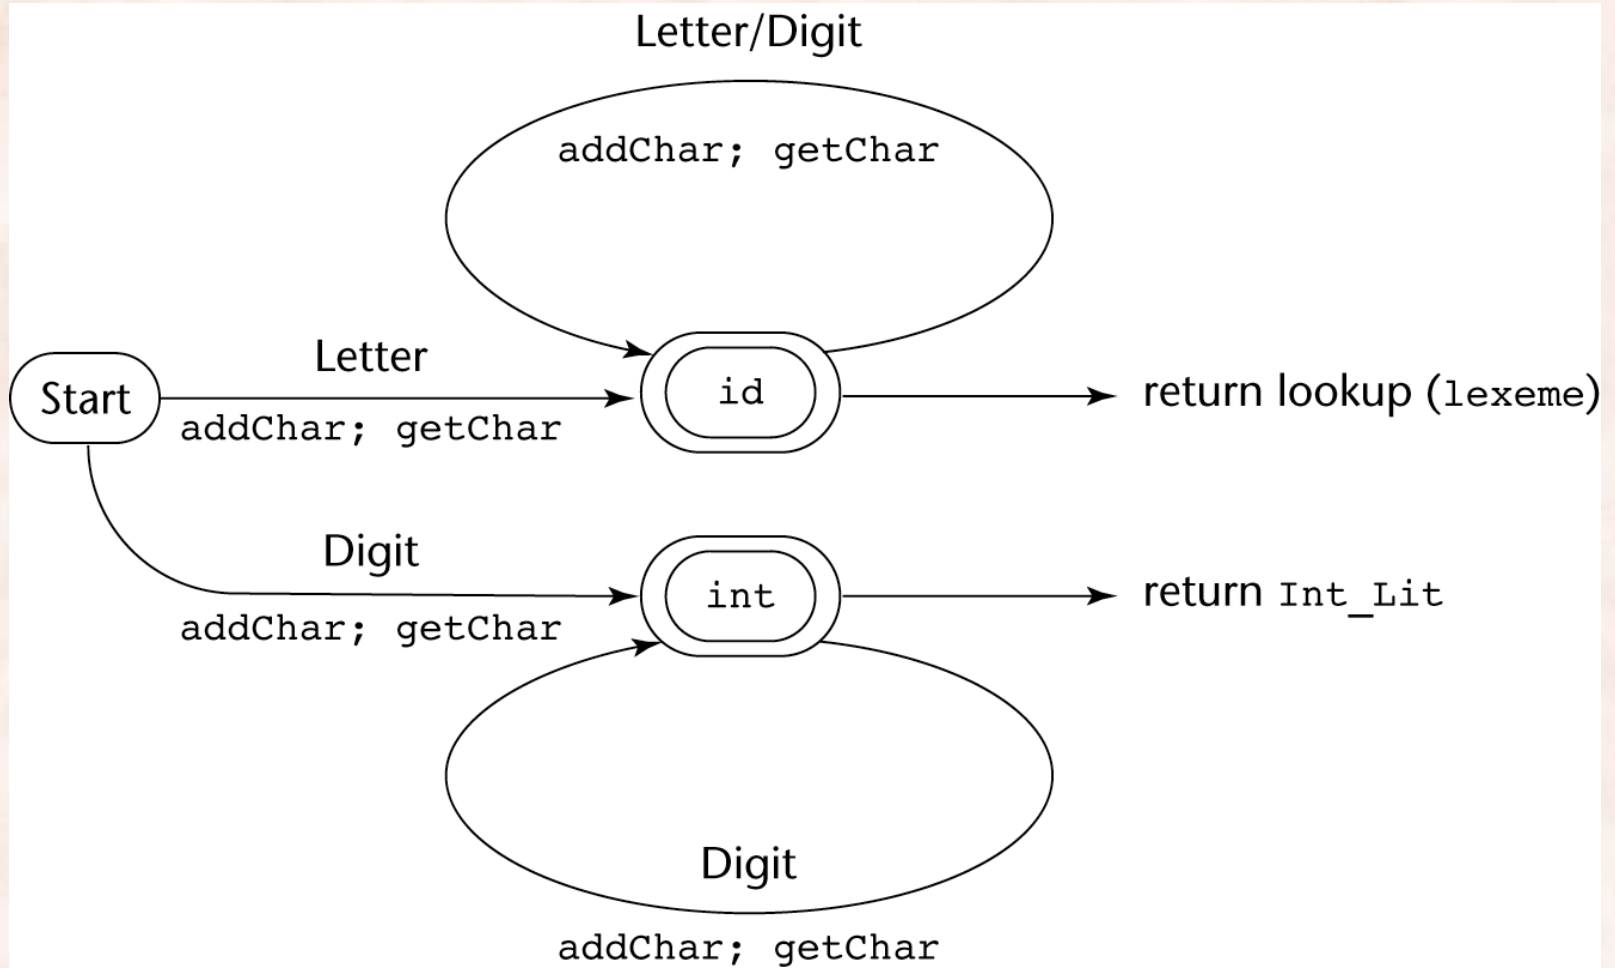 Letter/Digit
addChar; getChar
Letter
Start
id
return lookup (lexeme)
addChar; getChar
Digit
int
return Int_Lit
addChar; getChar
Digit
addChar; getChar